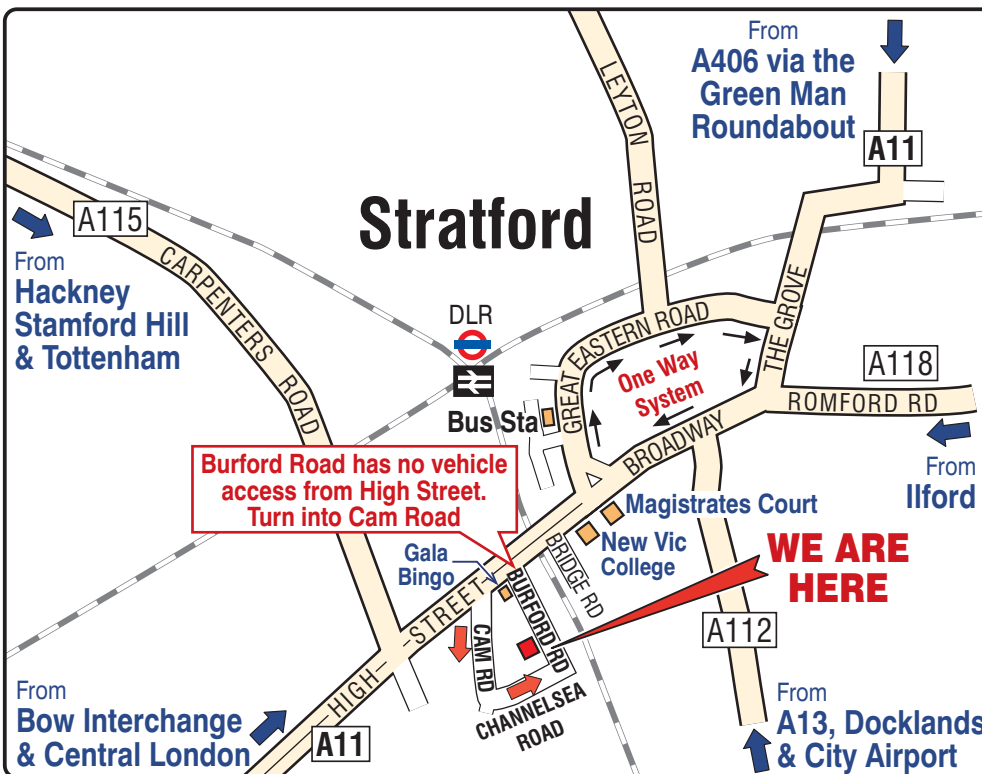 From
A406 via the
Green Man
Roundabout
A11
LEYTON ROAD
Stratford
A115
From
Hackney
Stamford Hill
& Tottenham
CARPENTERS ROAD
DLR
Bus Sta
GREAT EASTERN ROAD
One Way
System
THE GROVE
A118
ROMFORD RD
BROADWAY
From
Ilford
Burford Road has no vehicle
access from High Street.
Turn into Cam Road
Magistrates Court
New Vic
College
Gala
Bingo
BRIDGE RD
BURFORD RD
WE ARE
HERE
HIGH STREET
CAM RD
A112
CHANNELSEA
ROAD
From
Bow Interchange
& Central London
A11
From
A13, Docklands
& City Airport